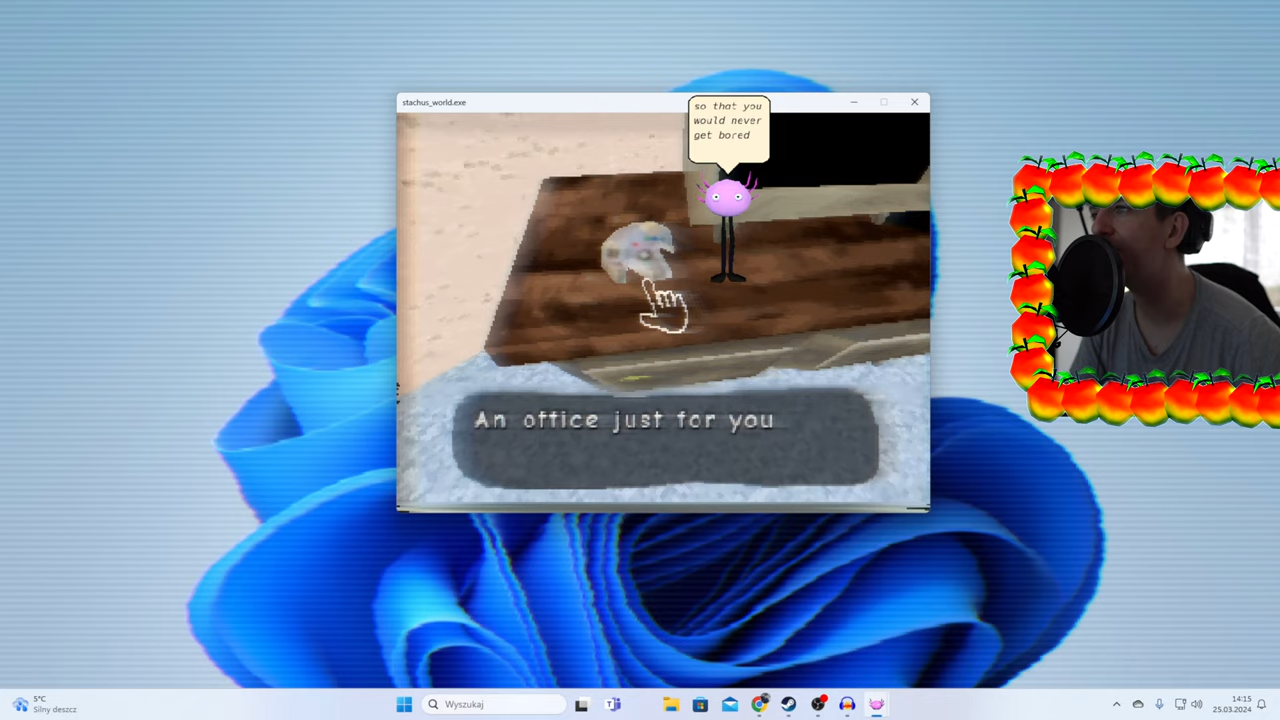 stachus_world.exe
so that you
would never
get bored
An office just for you
5°C
Silny deszcz
Wyszukaj
14:15
25.03.2024